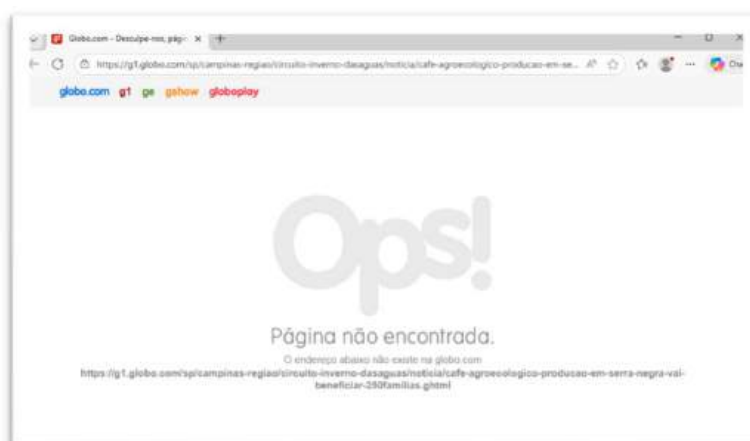 Globo.com - Desculpe-nos, pági
https://g1.globo.com/sp/campinas-regiao/circuito-inverno-dasaguas/noticia/cafe-agroecologico-producao-em-se...
globo.com g1 ge gshow globoplay
Ops!
Página não encontrada.
O endereço abaixo não existe na globo.com
https://g1.globo.com/sp/campinas-regiao/circuito-inverno-dasaguas/noticia/cafe-agroecologico-producao-em-serra-negra-vai-
beneficiar-250familias.ghtml